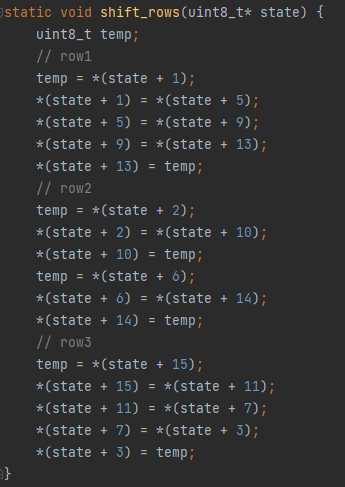 static void shift_rows(uint8_t* state) {
    uint8_t temp;
    // row1
    temp = *(state + 1);
    *(state + 1) = *(state + 5);
    *(state + 5) = *(state + 9);
    *(state + 9) = *(state + 13);
    *(state + 13) = temp;
    // row2
    temp = *(state + 2);
    *(state + 2) = *(state + 10);
    *(state + 10) = temp;
    temp = *(state + 6);
    *(state + 6) = *(state + 14);
    *(state + 14) = temp;
    // row3
    temp = *(state + 15);
    *(state + 15) = *(state + 11);
    *(state + 11) = *(state + 7);
    *(state + 7) = *(state + 3);
    *(state + 3) = temp;
}